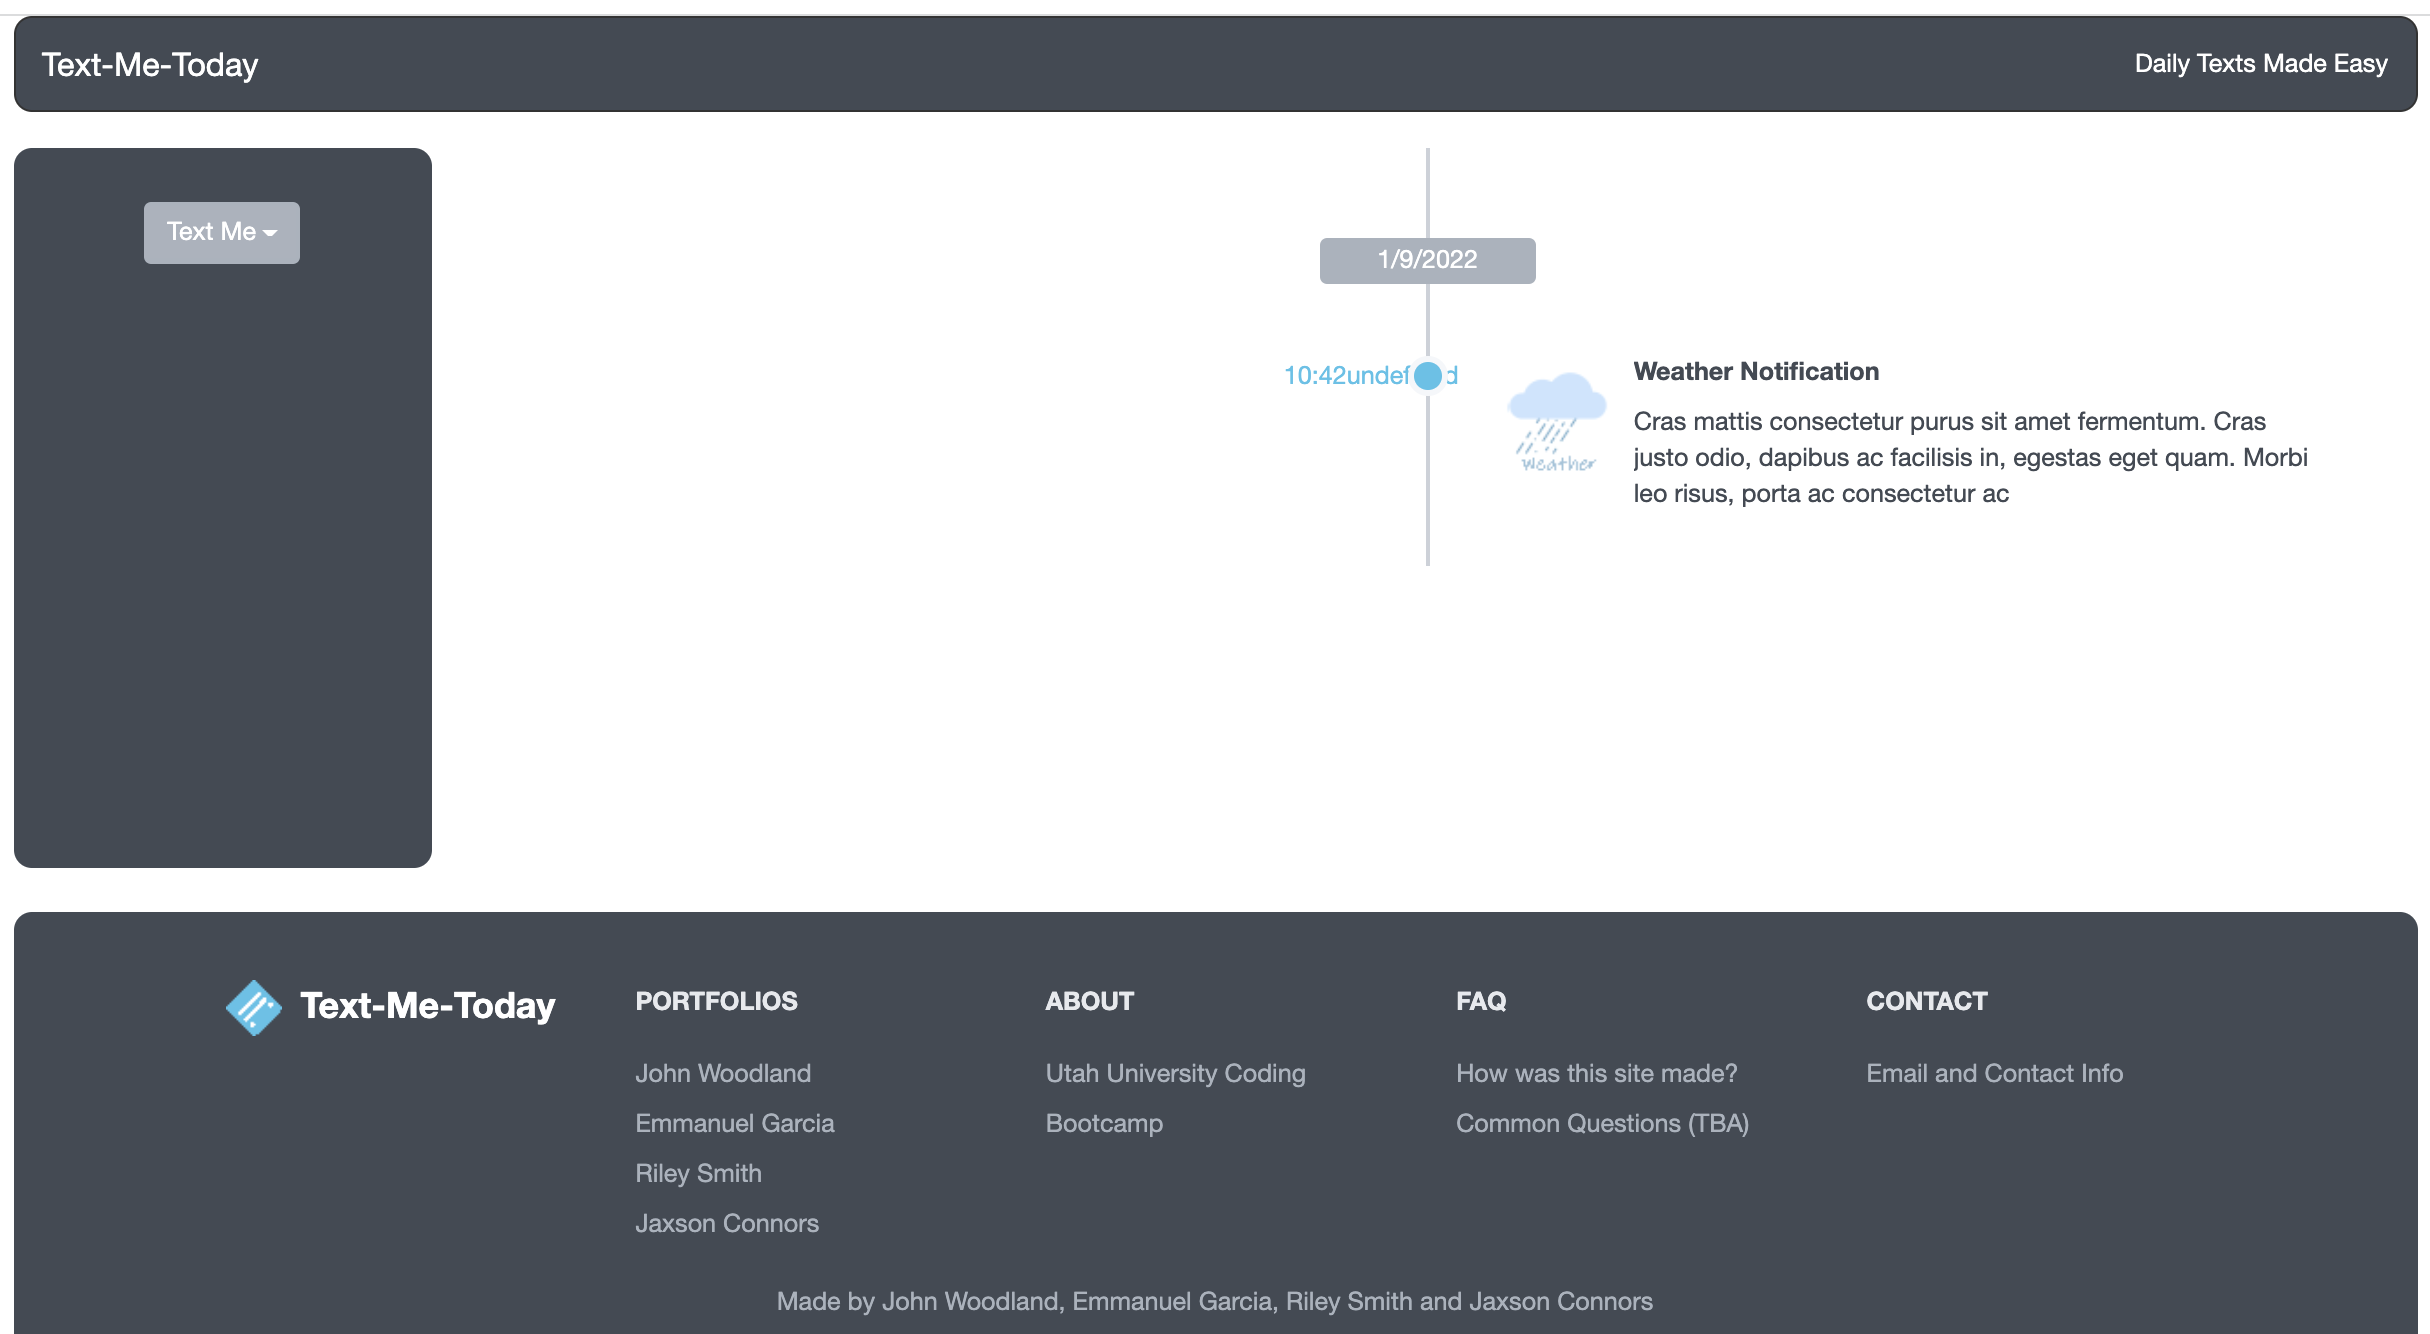 Text-Me-Today
Daily Texts Made Easy
Text Me
1/9/2022
10:42undef d
Weather Notification
weather
Cras mattis consectetur purus sit amet fermentum. Cras
justo odio, dapibus ac facilisis in, egestas eget quam. Morbi
leo risus, porta ac consectetur ac
Text-Me-Today
PORTFOLIOS
John Woodland
Emmanuel Garcia
Riley Smith
Jaxson Connors
ABOUT
Utah University Coding
Bootcamp
FAQ
How was this site made?
Common Questions (TBA)
CONTACT
Email and Contact Info
Made by John Woodland, Emmanuel Garcia, Riley Smith and Jaxson Connors